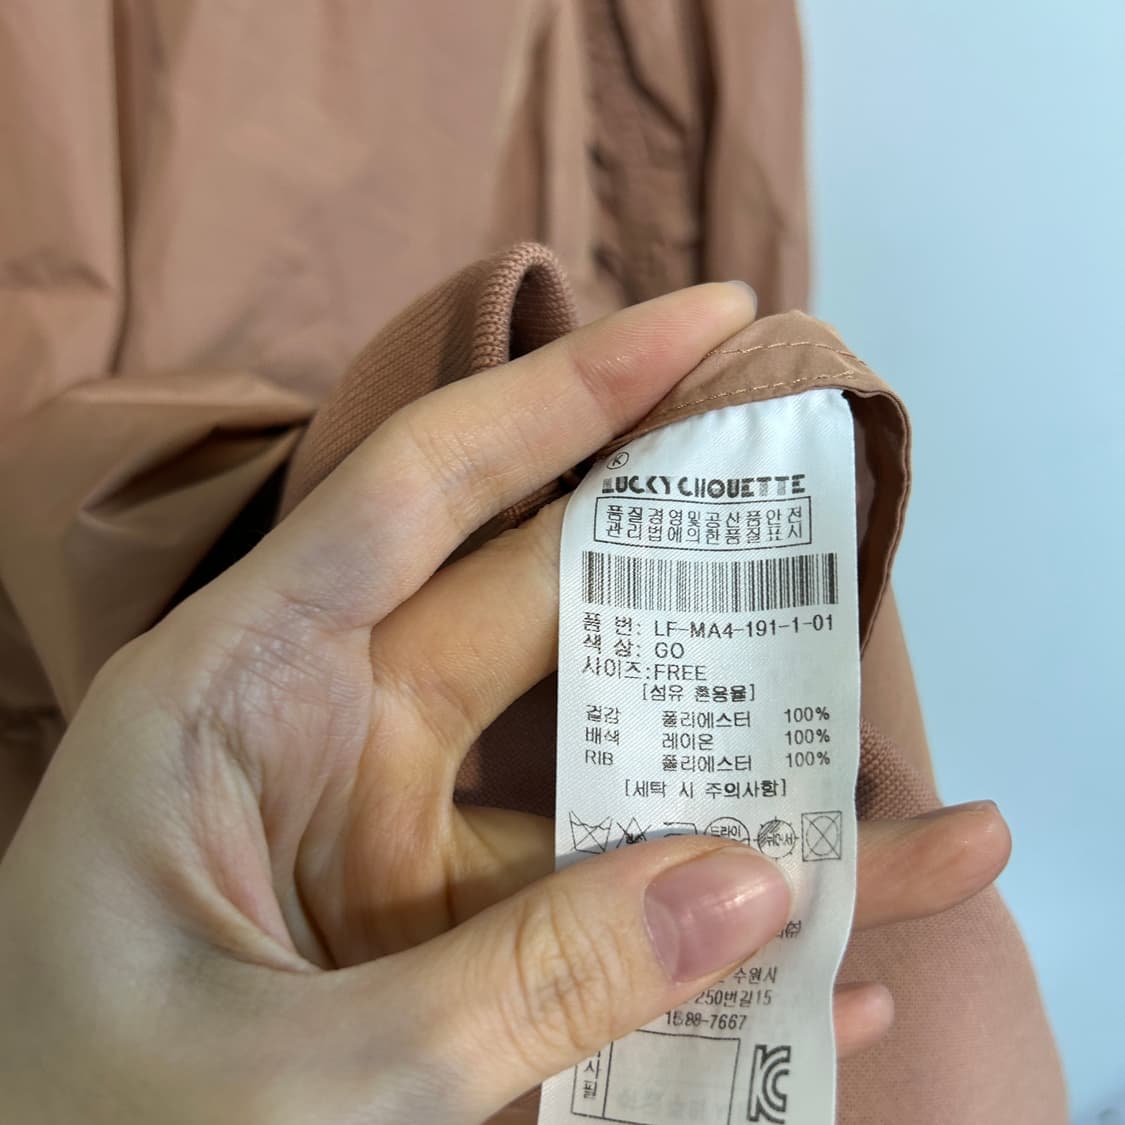 K
LUCKY CHOUETTE
품질경영및공산품안전
관리법에의한품질표시
품 번: LF-MA4-191-1-01
색 상: GO
사이즈:FREE
[섬유 혼용율]
겉감 폴리에스터 100%
배색 레이온 100%
RIB 폴리에스터 100%
[세탁 시 주의사항]
드라이
수원시
250번길15
1588-7667
사
필